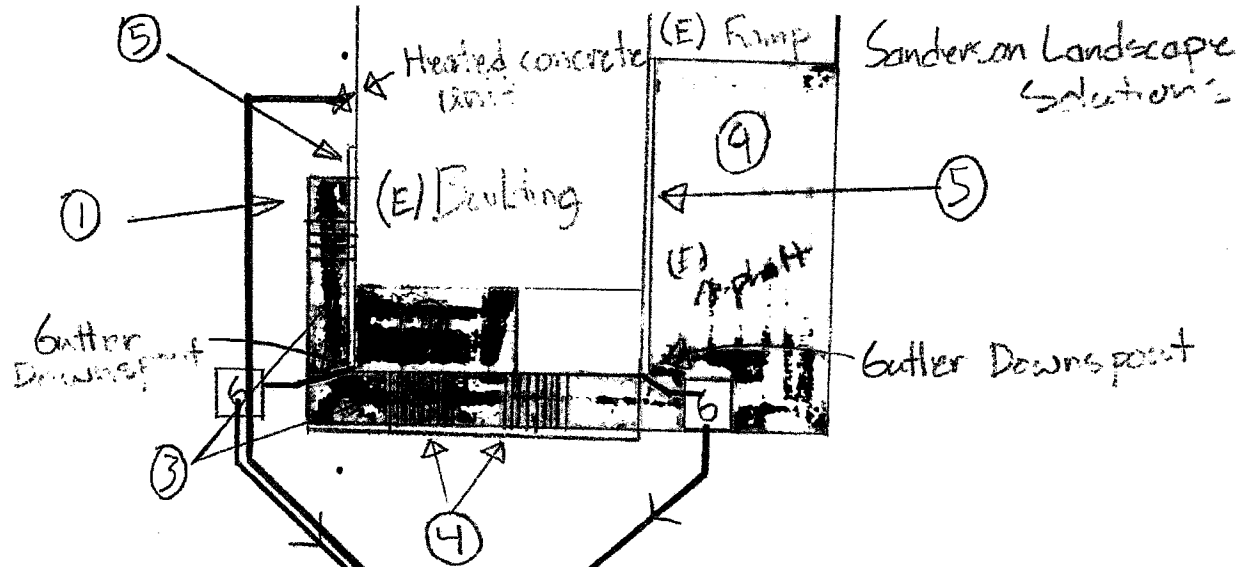 5
Heated concrete
Unit
(E) Ramp
Sanderson Landscape
Solutions
9
(E) Building
5
1
(E)
Asphalt
Gutter
Downspout
Gutter Downspout
6
6
3
4